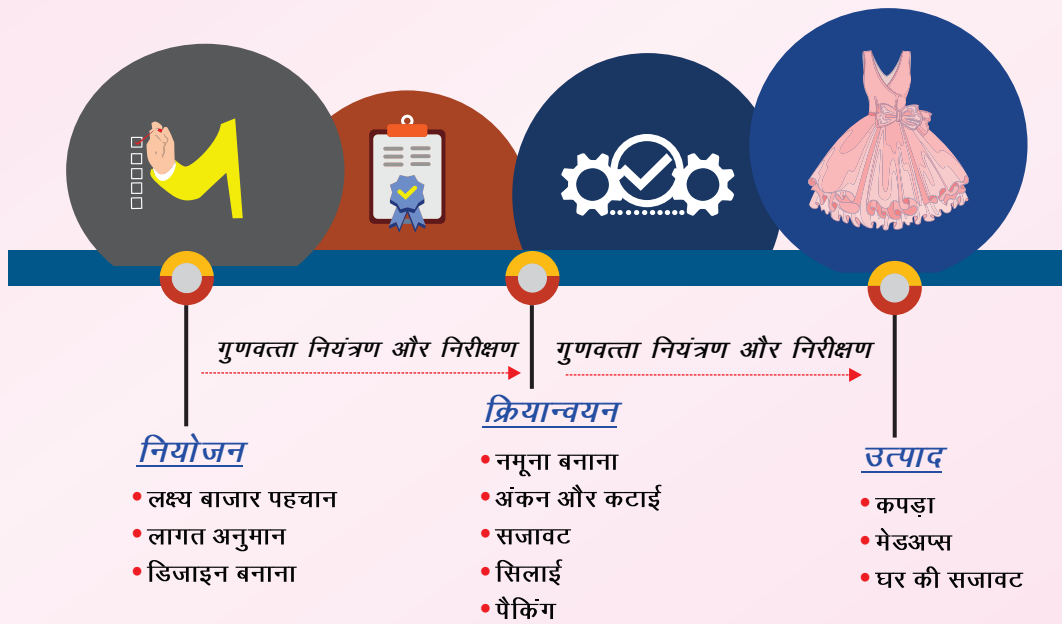 गुणवत्ता नियंत्रण और निरीक्षण
गुणवत्ता नियंत्रण और निरीक्षण
नियोजन
• लक्ष्य बाजार पहचान
• लागत अनुमान
• डिजाइन बनाना
क्रियान्वयन
• नमूना बनाना
• अंकन और कटाई
• सजावट
• सिलाई
• पैकिंग
उत्पाद
• कपड़ा
• मेडअप्स
• घर की सजावट